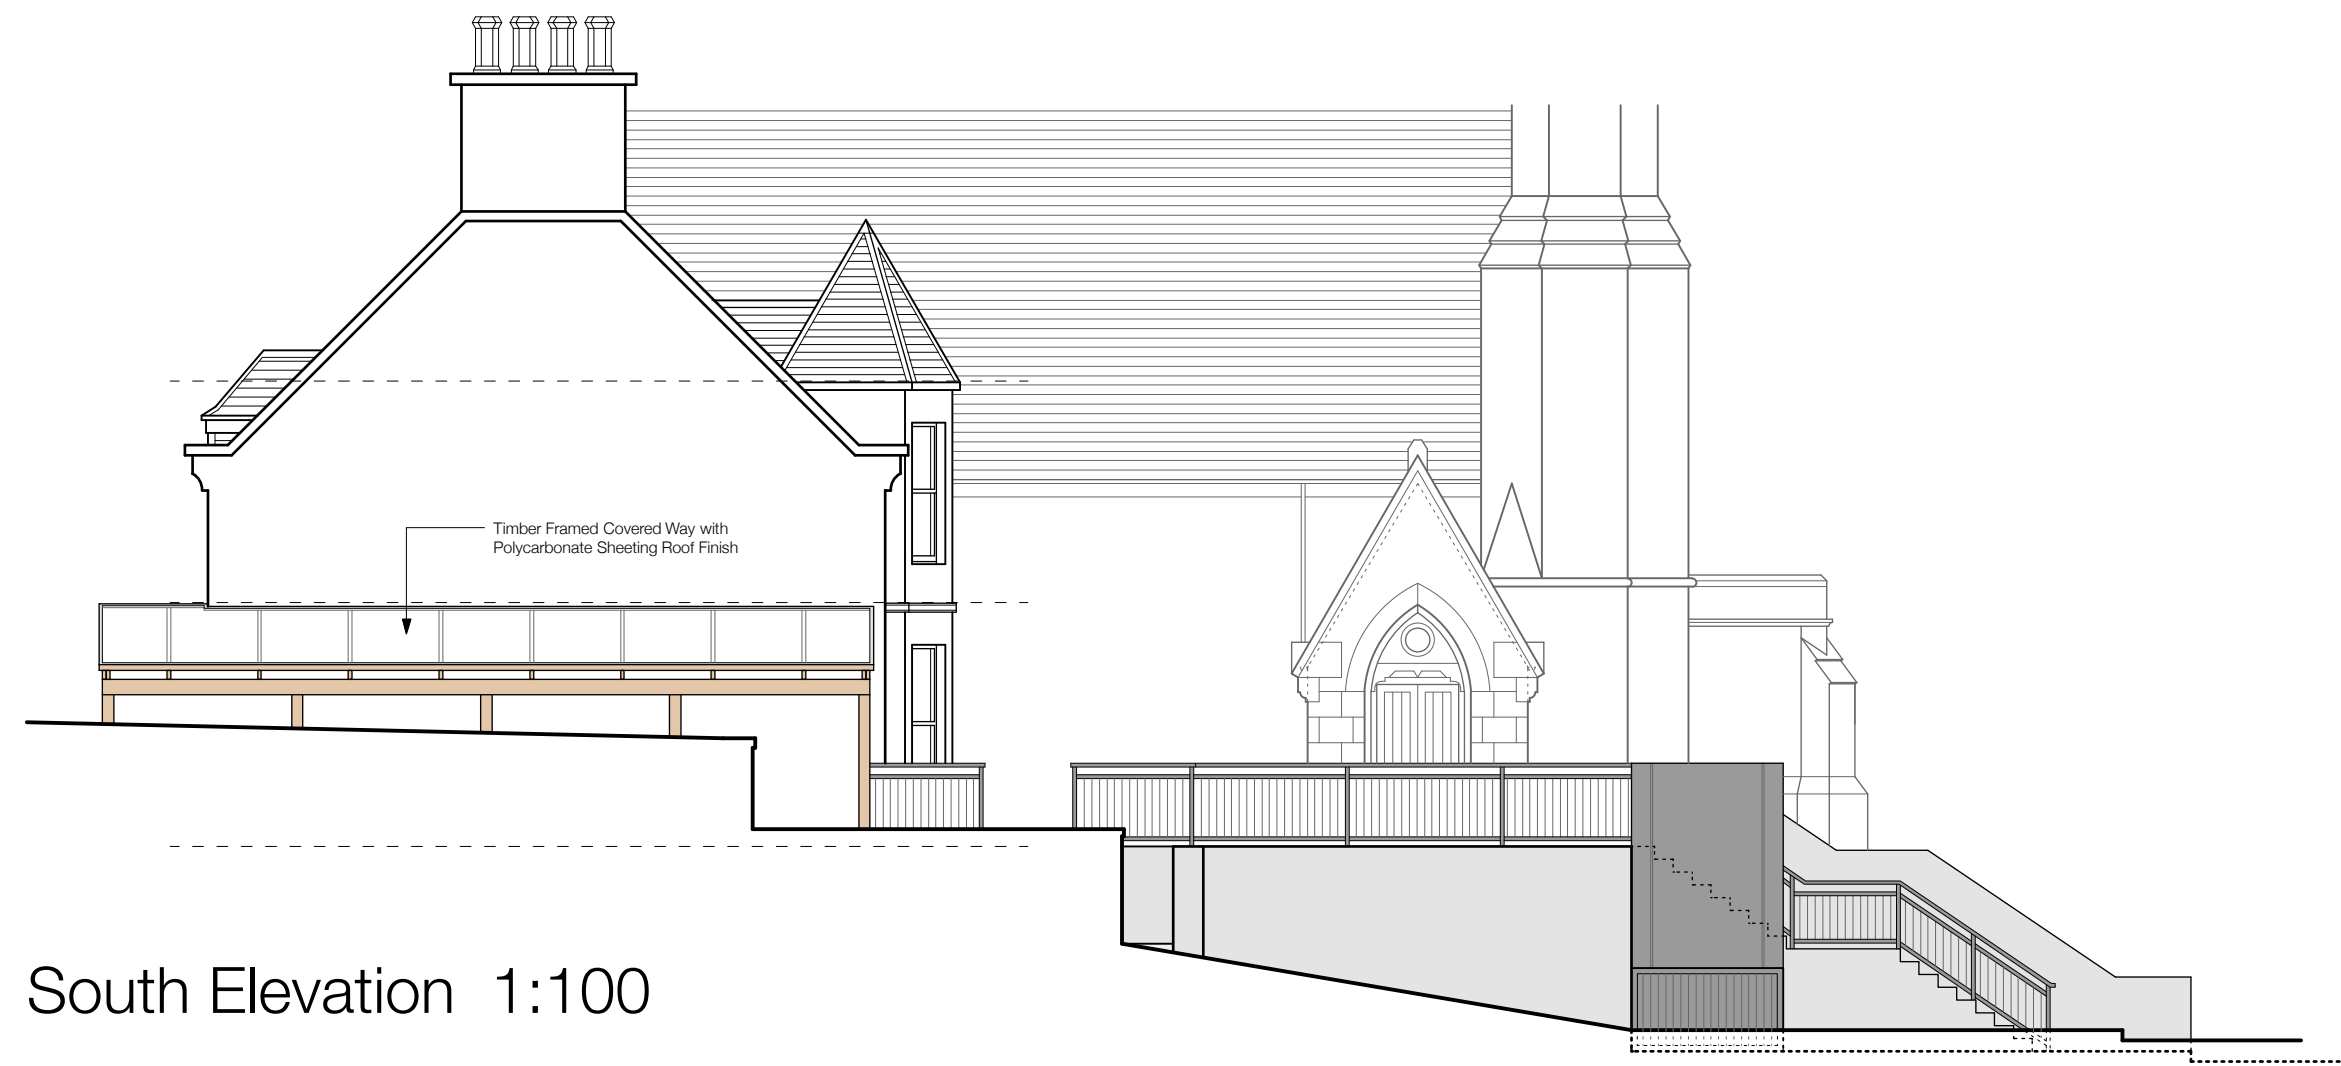 Timber Framed Covered Way with
Polycarbonate Sheeting Roof Finish
South Elevation 1:100